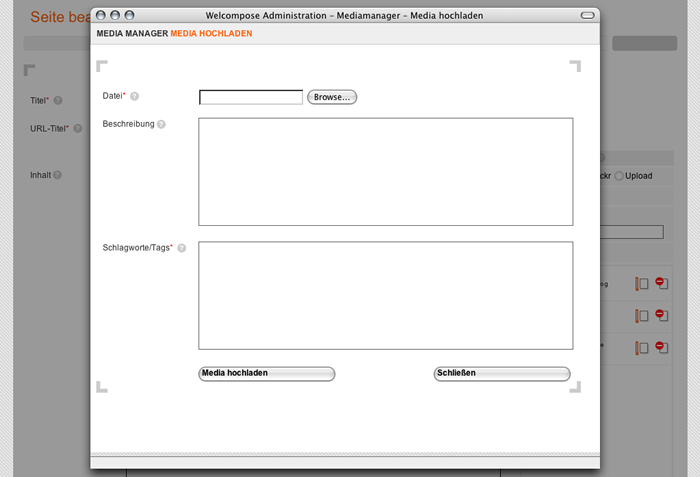 Welcompose Administration – Mediamanager – Media hochladen
MEDIA MANAGER MEDIA HOCHLADEN
Seite bea
Datei* ?
Browse...
Titel* ?
Beschreibung ?
URL-Titel* ?
Inhalt ?
ckr Upload
Schlagworte/Tags* ?
og
Media hochladen
Schließen